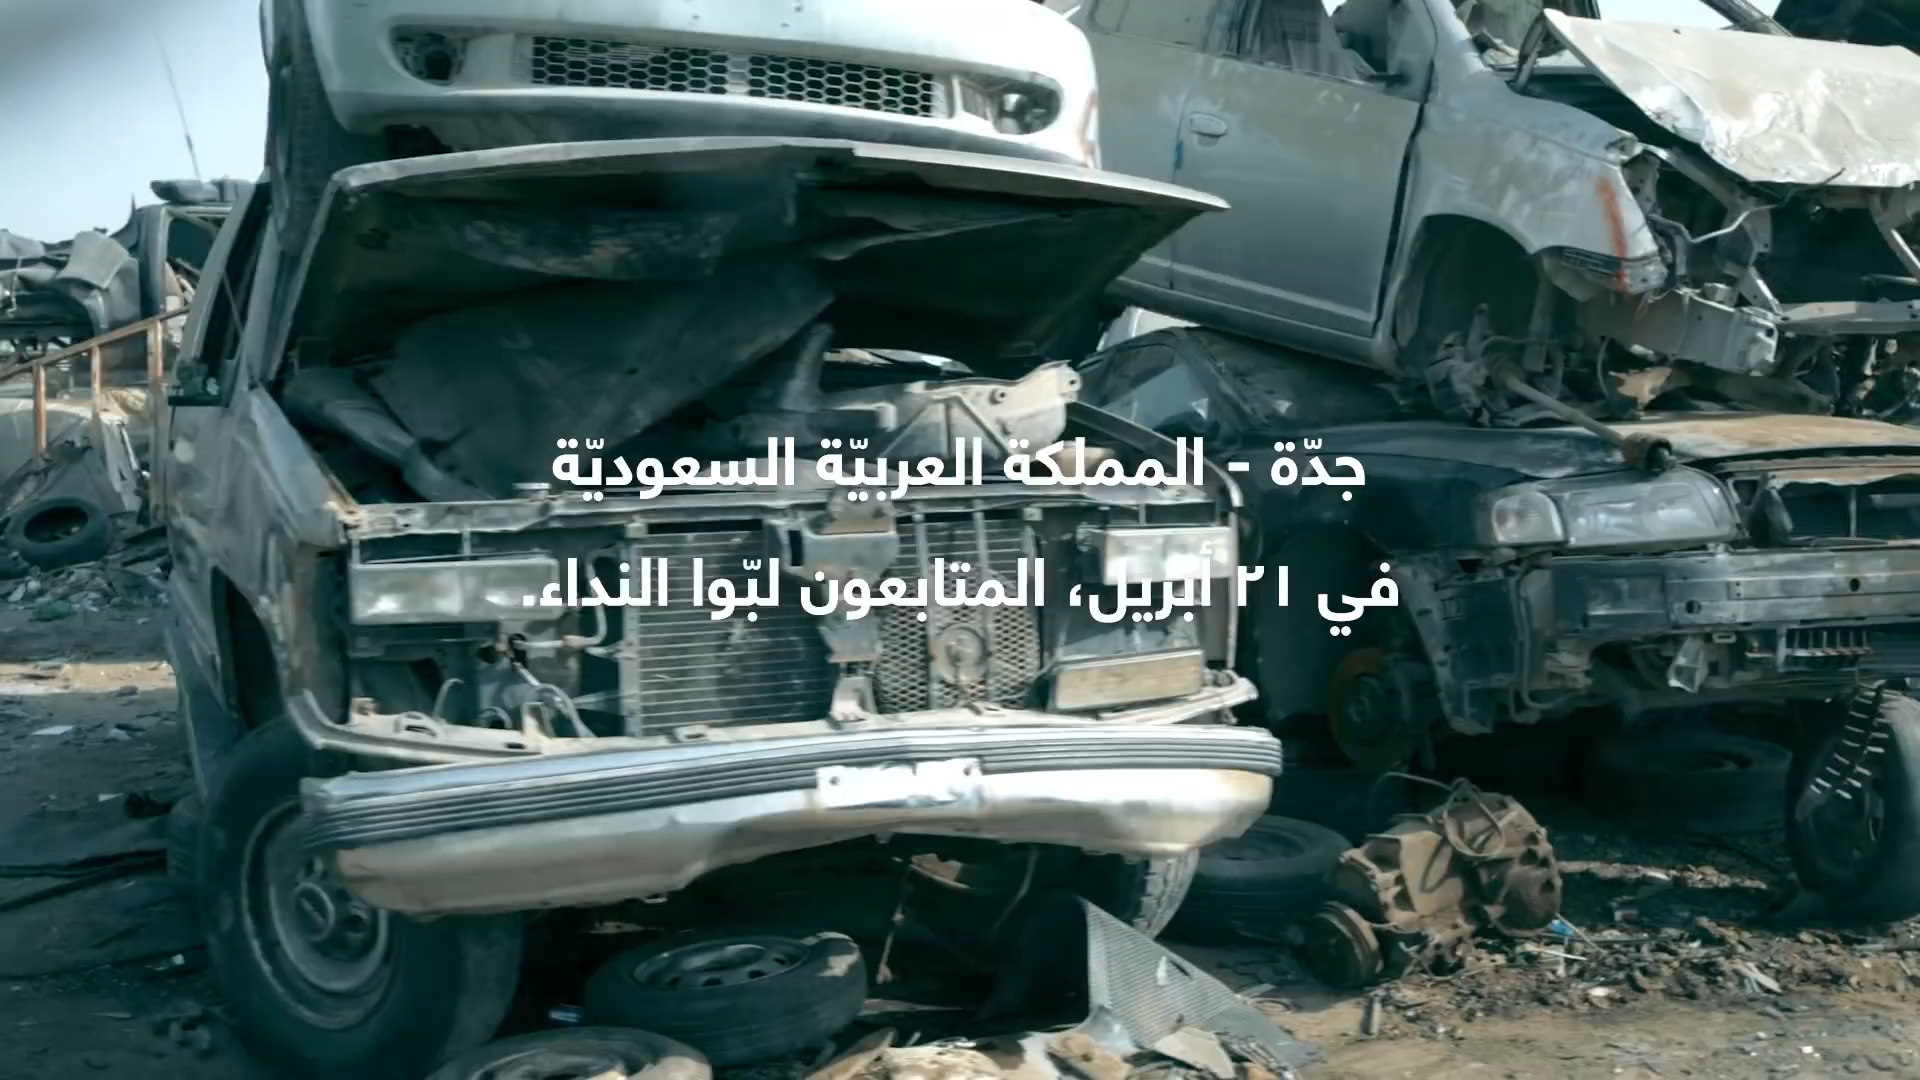 جدّة - المملكة العربيّة السعوديّة
في ٢١ أبريل، المتابعون لبّوا النداء.